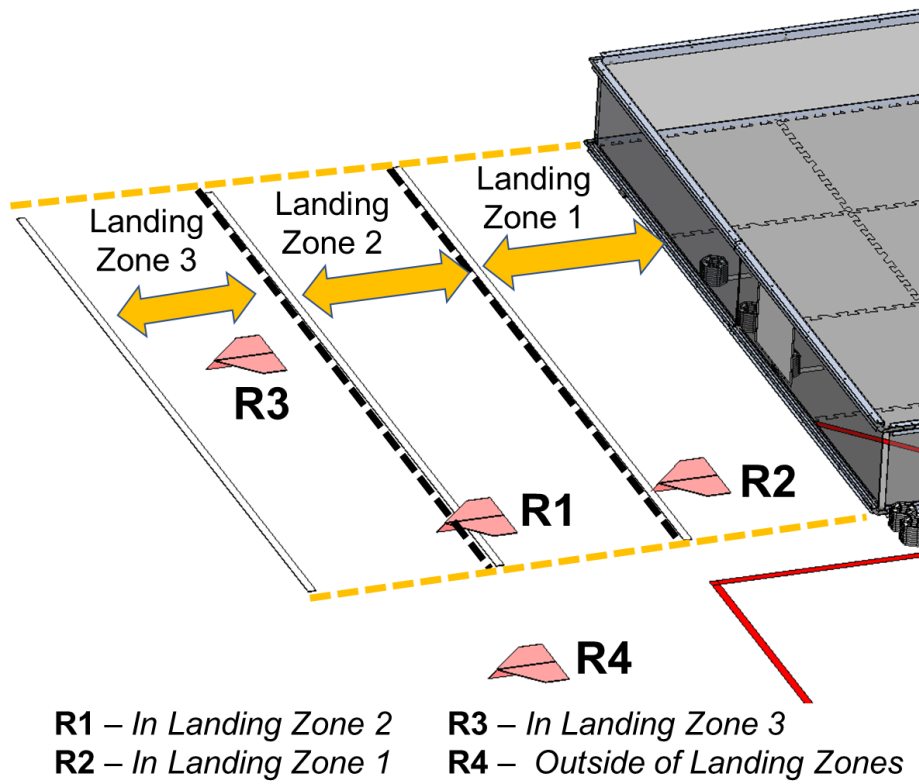 Landing
Zone 1
Landing
Zone 2
Landing
Zone 3
R3
R2
R1
R4
R1 – In Landing Zone 2
R3 – In Landing Zone 3
R2 – In Landing Zone 1
R4 – Outside of Landing Zones